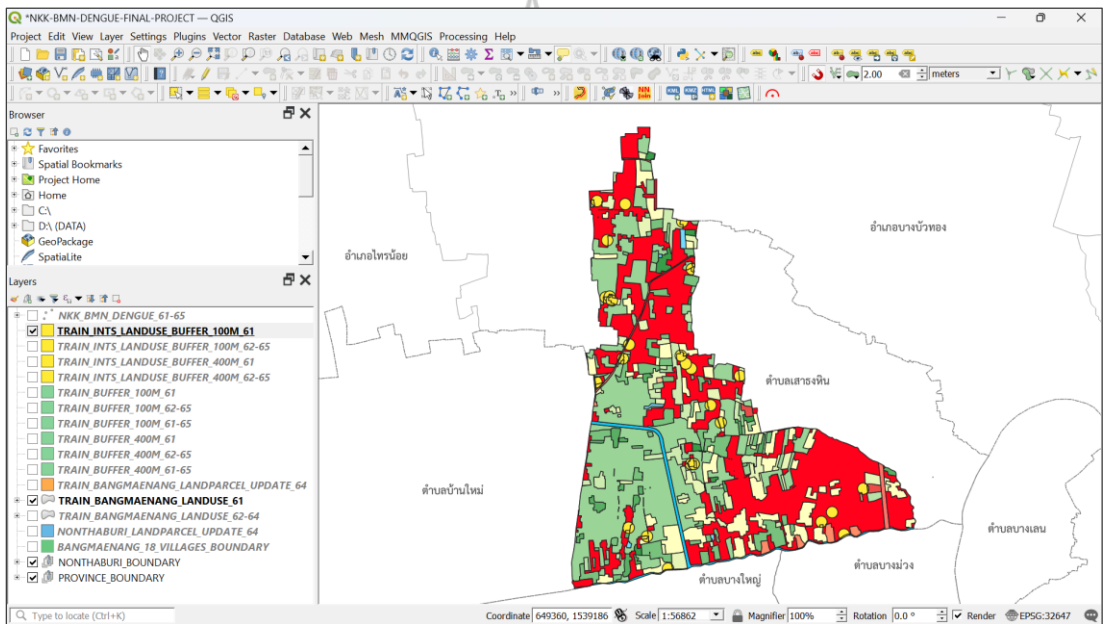 *NKK-BMN-DENGUE-FINAL-PROJECT — QGIS
Project Edit View Layer Settings Plugins Vector Raster Database Web Mesh MMQGIS Processing Help
2.00 meters
Browser
Favorites
Spatial Bookmarks
Project Home
Home
C:\
D:\ (DATA)
GeoPackage
SpatiaLite
Layers
NKK_BMN_DENGUE_61-65
TRAIN_INTS_LANDUSE_BUFFER_100M_61
TRAIN_INTS_LANDUSE_BUFFER_100M_62-65
TRAIN_INTS_LANDUSE_BUFFER_400M_61
TRAIN_INTS_LANDUSE_BUFFER_400M_62-65
TRAIN_BUFFER_100M_61
TRAIN_BUFFER_100M_62-65
TRAIN_BUFFER_100M_61-65
TRAIN_BUFFER_400M_61
TRAIN_BUFFER_400M_62-65
TRAIN_BUFFER_400M_61-65
TRAIN_BANGMAENANG_LANDPARCEL_UPDATE_64
TRAIN_BANGMAENANG_LANDUSE_61
TRAIN_BANGMAENANG_LANDUSE_62-64
NONTHABURI_LANDPARCEL_UPDATE_64
BANGMAENANG_18_VILLAGES_BOUNDARY
NONTHABURI_BOUNDARY
PROVINCE_BOUNDARY
อำเภอบางบัวทอง
อำเภอไทรน้อย
ตำบลเสาธงหิน
ตำบลบ้านใหม่
ตำบลบางเลน
ตำบลบางม่วง
ตำบลบางใหญ่
Type to locate (Ctrl+K) Coordinate 649360, 1539186 Scale 1:56862 Magnifier 100% Rotation 0.0 ° Render EPSG:32647